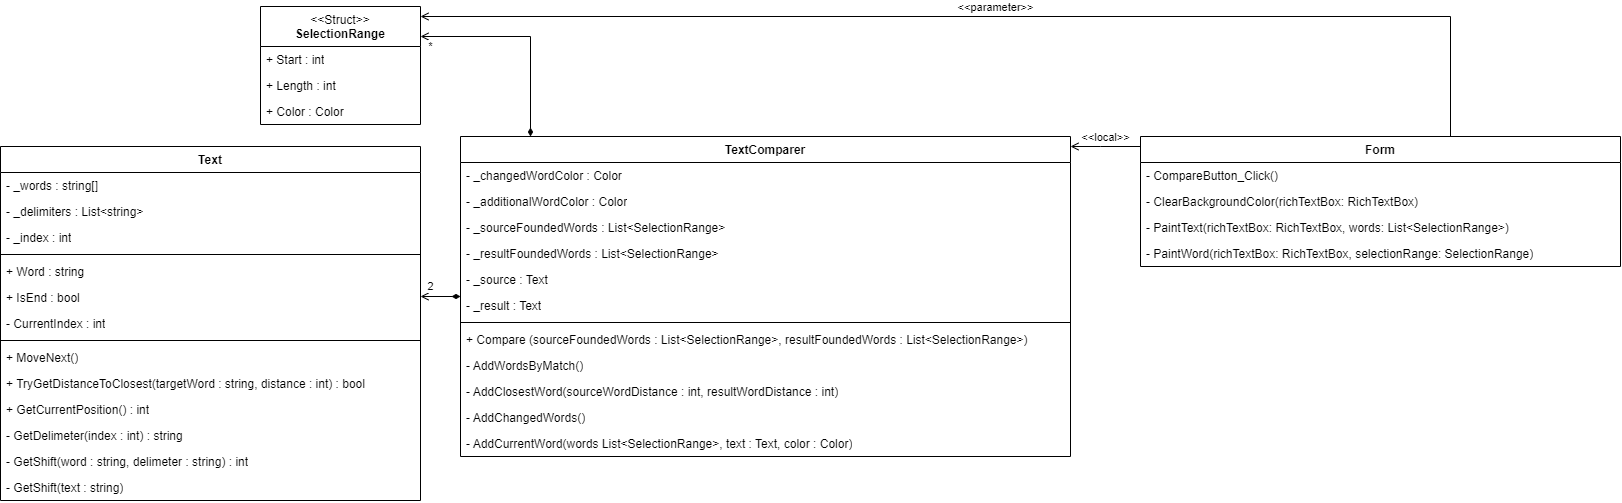 <<parameter>>
<<Struct>>
SelectionRange
*
+ Start : int
+ Length : int
+ Color : Color
<<local>>
Text
- _words : string[]
- _delimiters : List<string>
- _index : int
+ Word : string
+ IsEnd : bool
- CurrentIndex : int
+ MoveNext()
+ TryGetDistanceToClosest(targetWord : string, distance : int) : bool
+ GetCurrentPosition() : int
- GetDelimeter(index : int) : string
- GetShift(word : string, delimeter : string) : int
- GetShift(text : string)
2
TextComparer
- _changedWordColor : Color
- _additionalWordColor : Color
- _sourceFoundedWords : List<SelectionRange>
- _resultFoundedWords : List<SelectionRange>
- _source : Text
- _result : Text
+ Compare (sourceFoundedWords : List<SelectionRange>, resultFoundedWords : List<SelectionRange>)
- AddWordsByMatch()
- AddClosestWord(sourceWordDistance : int, resultWordDistance : int)
- AddChangedWords()
- AddCurrentWord(words List<SelectionRange>, text : Text, color : Color)
Form
- CompareButton_Click()
- ClearBackgroundColor(richTextBox: RichTextBox)
- PaintText(richTextBox: RichTextBox, words: List<SelectionRange>)
- PaintWord(richTextBox: RichTextBox, selectionRange: SelectionRange)